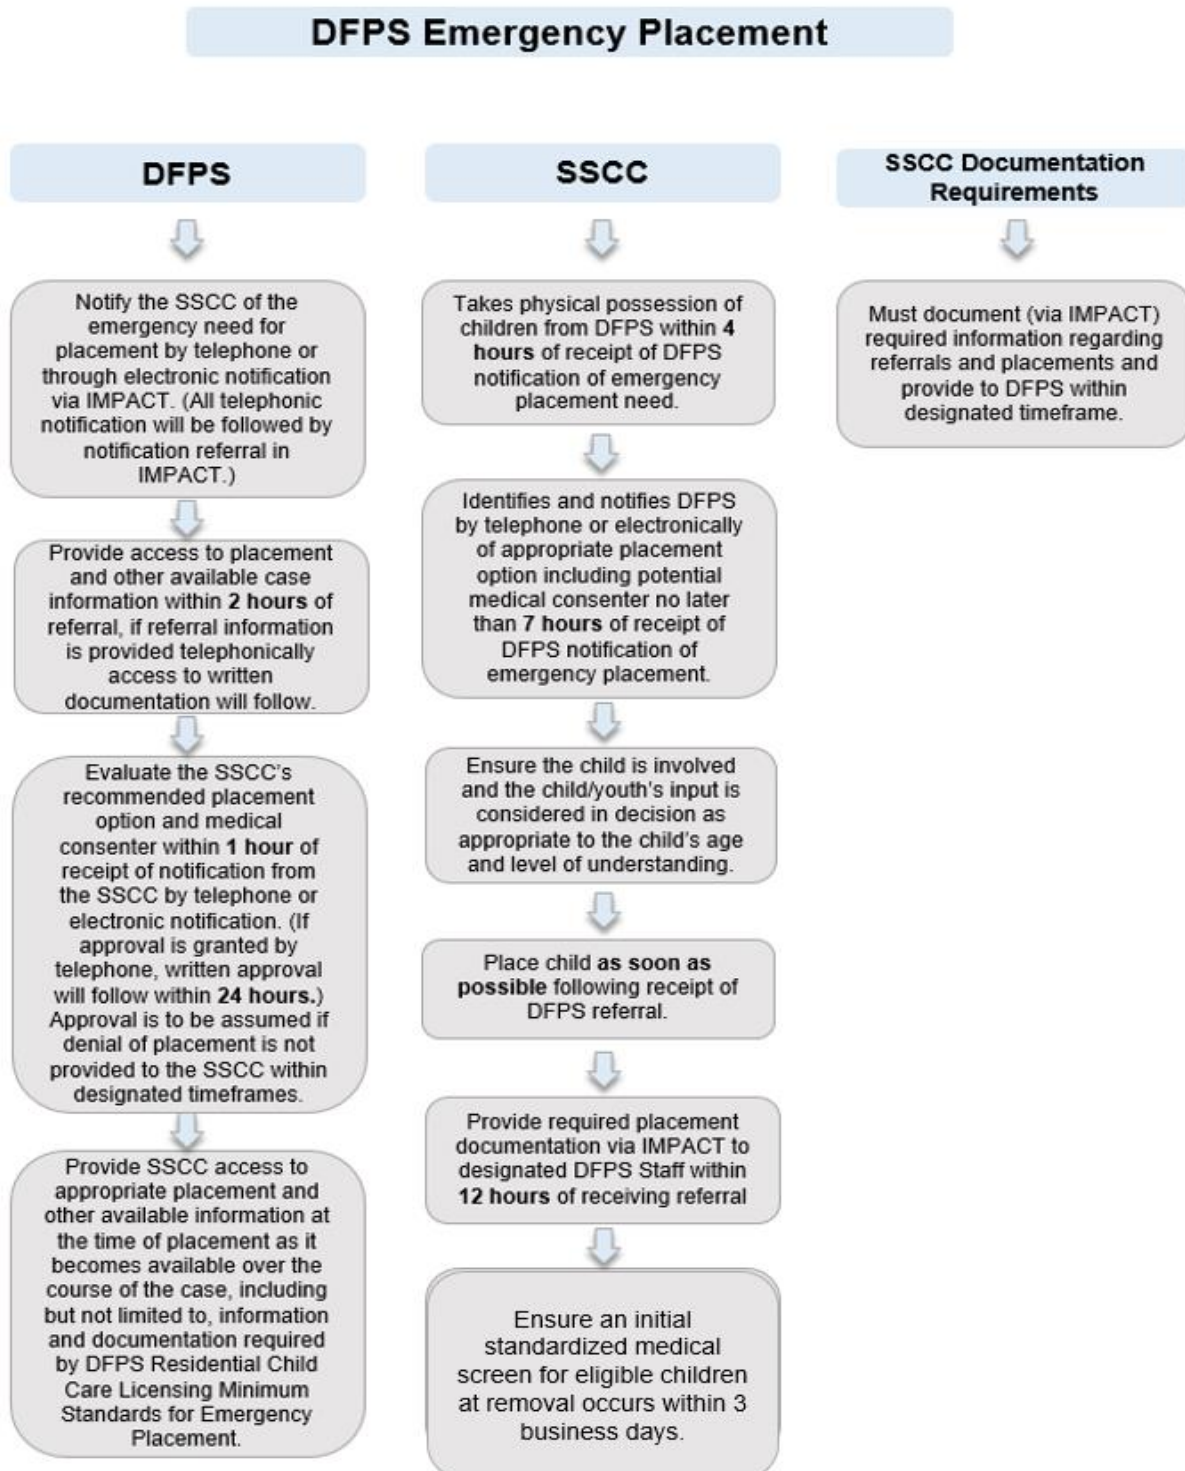 DFPS Emergency Placement
DFPS
Notify the SSCC of the
emergency need for
placement by telephone or
through electronic notification
via IMPACT. (All telephonic
notification will be followed by
notification referral in
IMPACT.)
Provide access to placement
and other available case
information within 2 hours of
referral, if referral information
is provided telephonically
access to written
documentation will follow.
Evaluate the SSCC's
recommended placement
option and medical
consenter within 1 hour of
receipt of notification from
the SSCC by telephone or
electronic notification. (If
approval is granted by
telephone, written approval
will follow within 24 hours.)
Approval is to be assumed if
denial of placement is not
provided to the SSCC within
designated timeframes.
Provide SSCC access to
appropriate placement and
other available information at
the time of placement as it
becomes available over the
course of the case, including
but not limited to, information
and documentation required
by DFPS Residential Child
Care Licensing Minimum
Standards for Emergency
Placement.
SSCC
Takes physical possession of
children from DFPS within 4
hours of receipt of DFPS
notification of emergency
placement need.
Identifies and notifies DFPS
by telephone or electronically
of appropriate placement
option including potential
medical consenter no later
than 7 hours of receipt of
DFPS notification of
emergency placement.
Ensure the child is involved
and the child/youth's input is
considered in decision as
appropriate to the child's age
and level of understanding.
Place child as soon as
possible following receipt of
DFPS referral.
Provide required placement
documentation via IMPACT to
designated DFPS Staff within
12 hours of receiving referral
Ensure an initial
standardized medical
screen for eligible children
at removal occurs within 3
business days.
SSCC Documentation
Requirements
Must document (via IMPACT)
required information regarding
referrals and placements and
provide to DFPS within
designated timeframe.